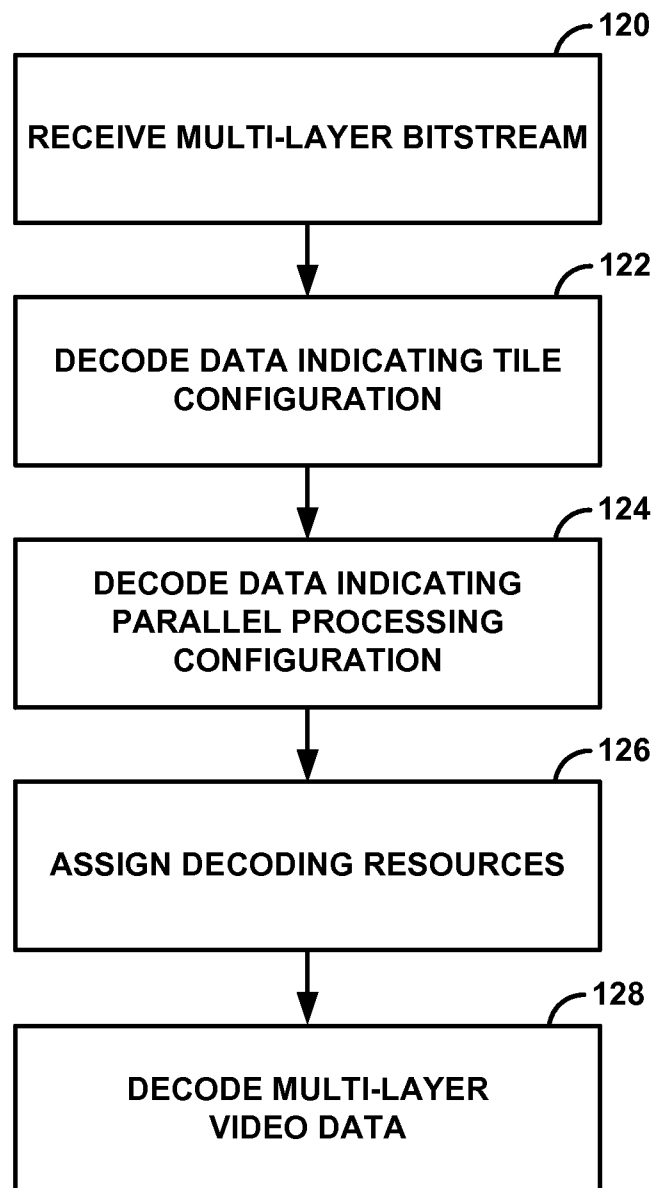 120
RECEIVE MULTI-LAYER BITSTREAM
122
DECODE DATA INDICATING TILE
CONFIGURATION
124
DECODE DATA INDICATING
PARALLEL PROCESSING
CONFIGURATION
126
ASSIGN DECODING RESOURCES
128
DECODE MULTI-LAYER
VIDEO DATA